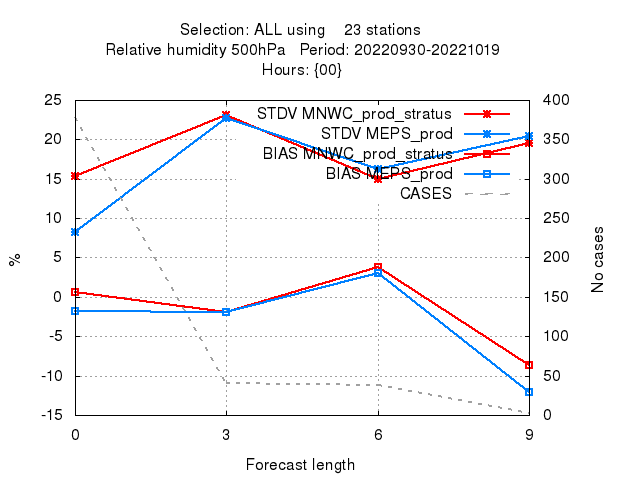 Selection: ALL using 23 stations
Relative humidity 500hPa Period: 20220930-20221019
Hours: {00}
STDV MNWC_prod_stratus
STDV MEPS_prod
BIAS MNWC_prod_stratus
BIAS MEPS_prod
CASES
25
20
15
10
5
0
-5
-10
-15
%
400
350
300
250
200
150
100
50
0
No cases
0 3 6 9
Forecast length